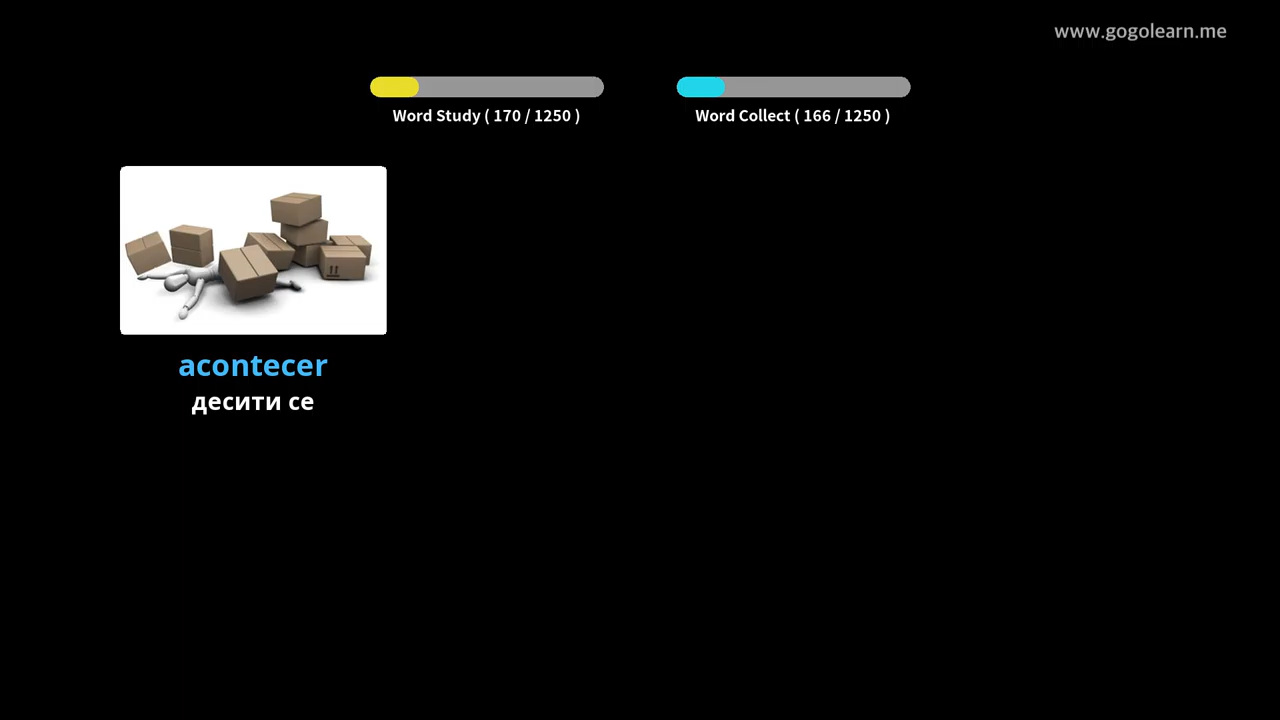 www.gogolearn.me
Word Study ( 170 / 1250 )
Word Collect ( 166 / 1250 )
acontecer
десити се